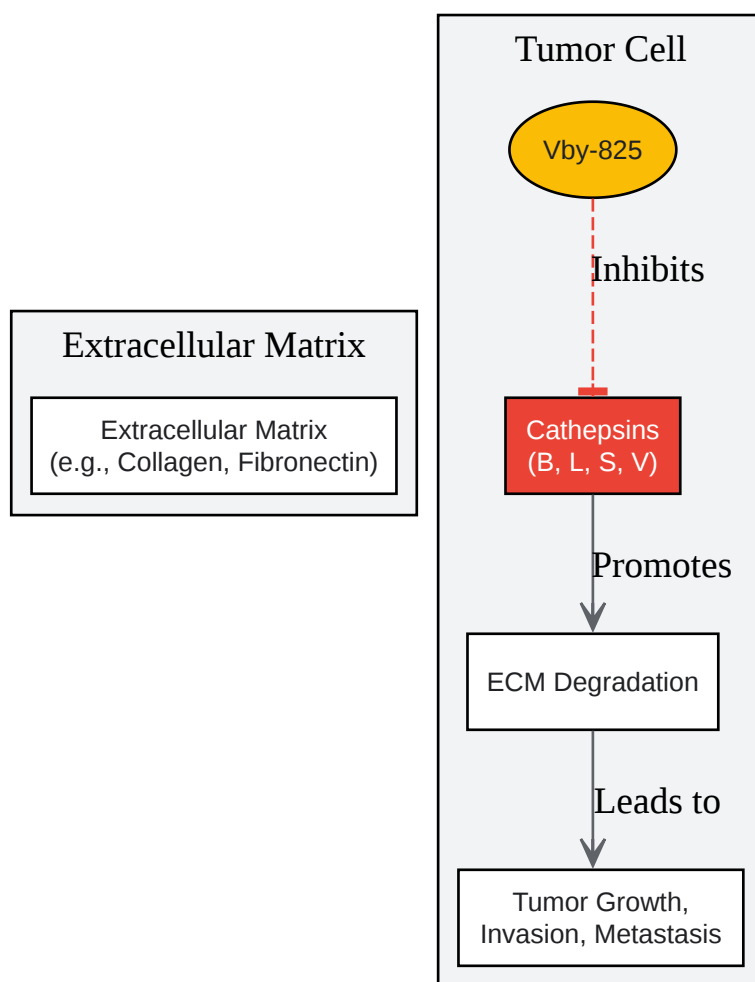 Tumor Cell
Vby-825
Inhibits
Extracellular Matrix
Extracellular Matrix
(e.g., Collagen, Fibronectin)
Cathepsins
(B, L, S, V)
Promotes
ECM Degradation
Leads to
Tumor Growth,
Invasion, Metastasis